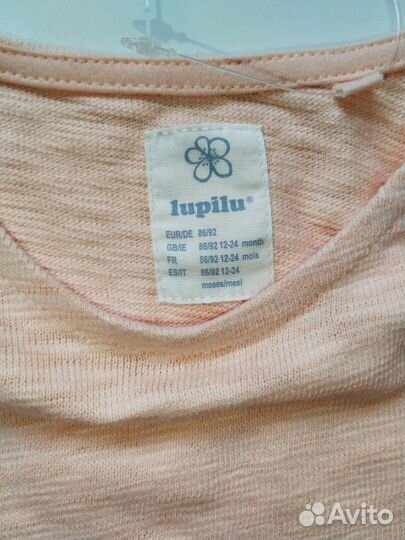 lupilu®
EUR/DE 86/92
GB/IE 86/92 12-24 month
FR 86/92 12-24 mois
ES/IT 86/92 12-24
meses/mesi
Avito